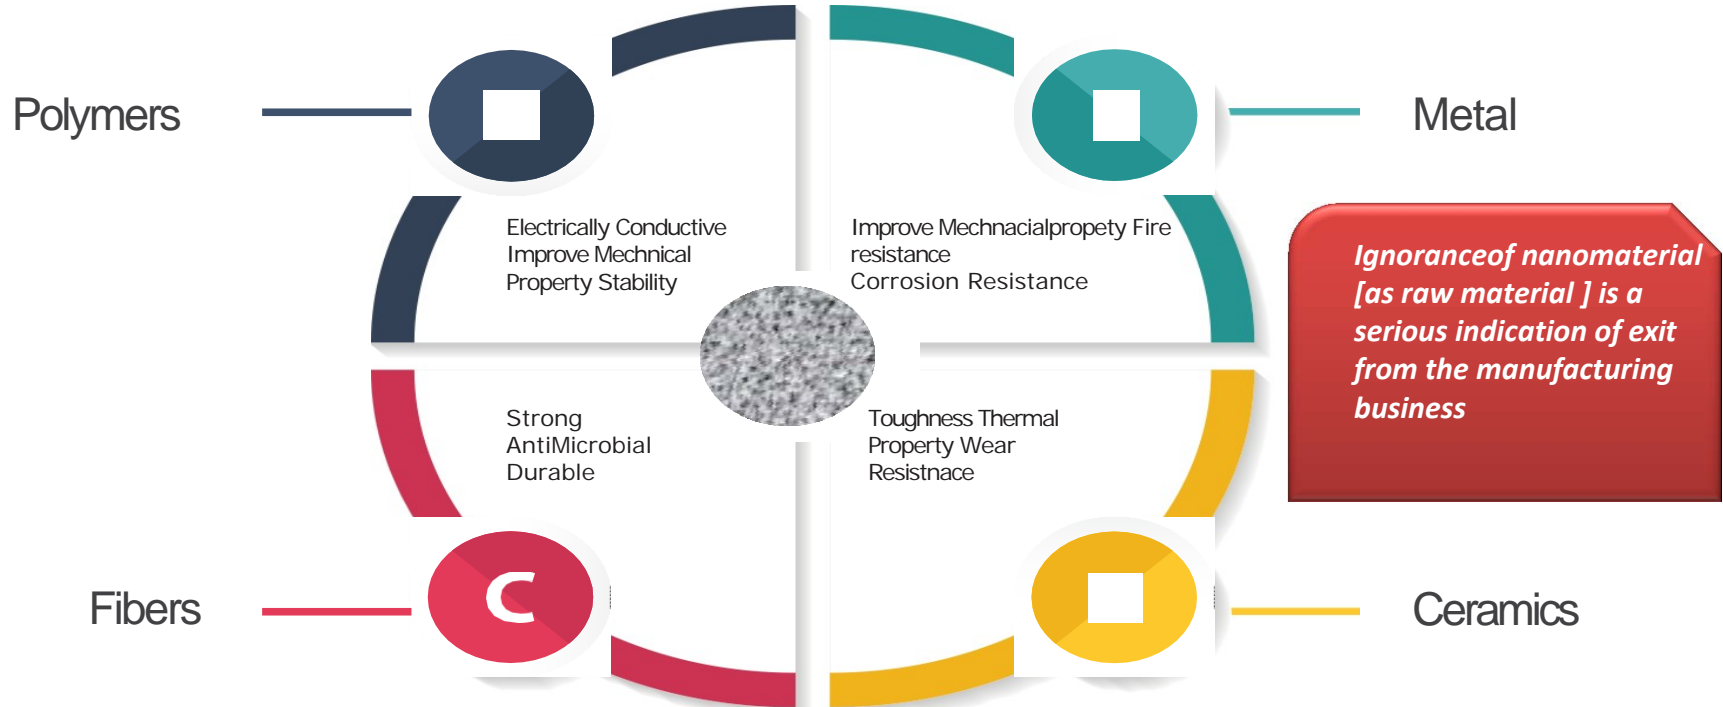 Polymers
Metal
Electrically Conductive
Improve Mechnical
Property Stability
Improve Mechnacialpropety Fire
resistance
Corrosion Resistance
Ignoranceof nanomaterial
[as raw material ] is a
serious indication of exit
from the manufacturing
business
Strong
AntiMicrobial
Durable
Toughness Thermal
Property Wear
Resistnace
Fibers
C
Ceramics